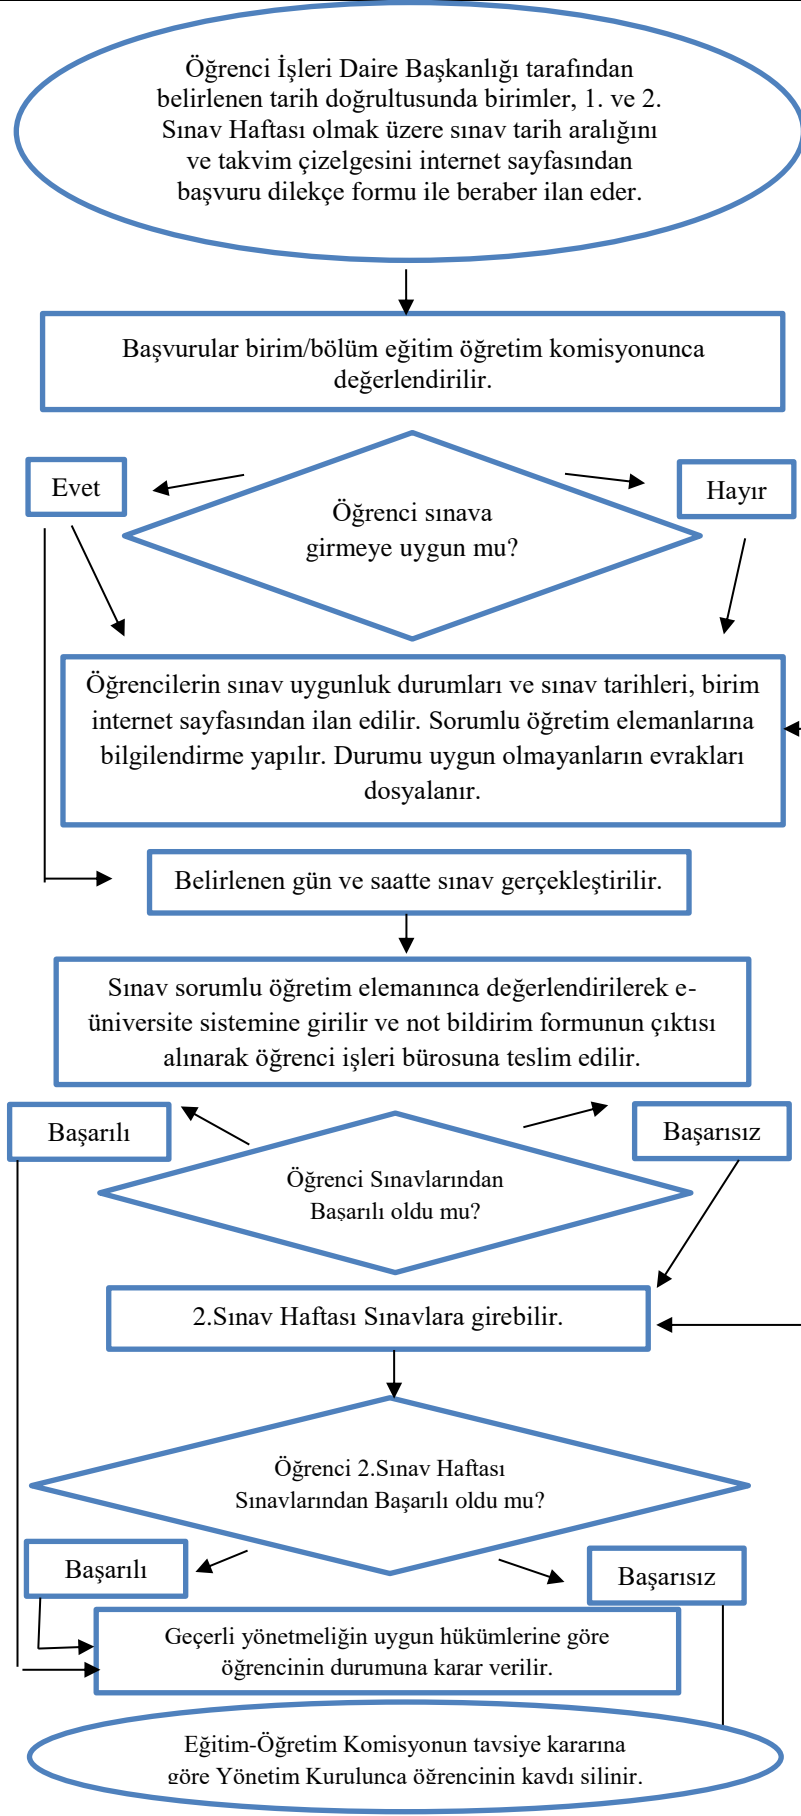 Öğrenci İşleri Daire Başkanlığı tarafından
belirlenen tarih doğrultusunda birimler, 1. ve 2.
Sınav Haftası olmak üzere sınav tarih aralığını
ve takvim çizelgesini internet sayfasından
başvuru dilekçe formu ile beraber ilan eder.
Başvurular birim/bölüm eğitim öğretim komisyonunca
değerlendirilir.
Evet
Hayır
Öğrenci sınava
girmeye uygun mu?
Öğrencilerin sınav uygunluk durumları ve sınav tarihleri, birim
internet sayfasından ilan edilir. Sorumlu öğretim elemanlarına
bilgilendirme yapılır. Durumu uygun olmayanların evrakları
dosyalanır.
Belirlenen gün ve saatte sınav gerçekleştirilir.
Sınav sorumlu öğretim elemanınca değerlendirilerek e-
üniversite sistemine girilir ve not bildirim formunun çıktısı
alınarak öğrenci işleri bürosuna teslim edilir.
Başarılı
Başarısız
Öğrenci Sınavlarından
Başarılı oldu mu?
2.Sınav Haftası Sınavlara girebilir.
Öğrenci 2.Sınav Haftası
Sınavlarından Başarılı oldu mu?
Başarılı
Başarısız
Geçerli yönetmeliğin uygun hükümlerine göre
öğrencinin durumuna karar verilir.
Eğitim-Öğretim Komisyonun tavsiye kararına
göre Yönetim Kurulunca öğrencinin kaydı silinir.